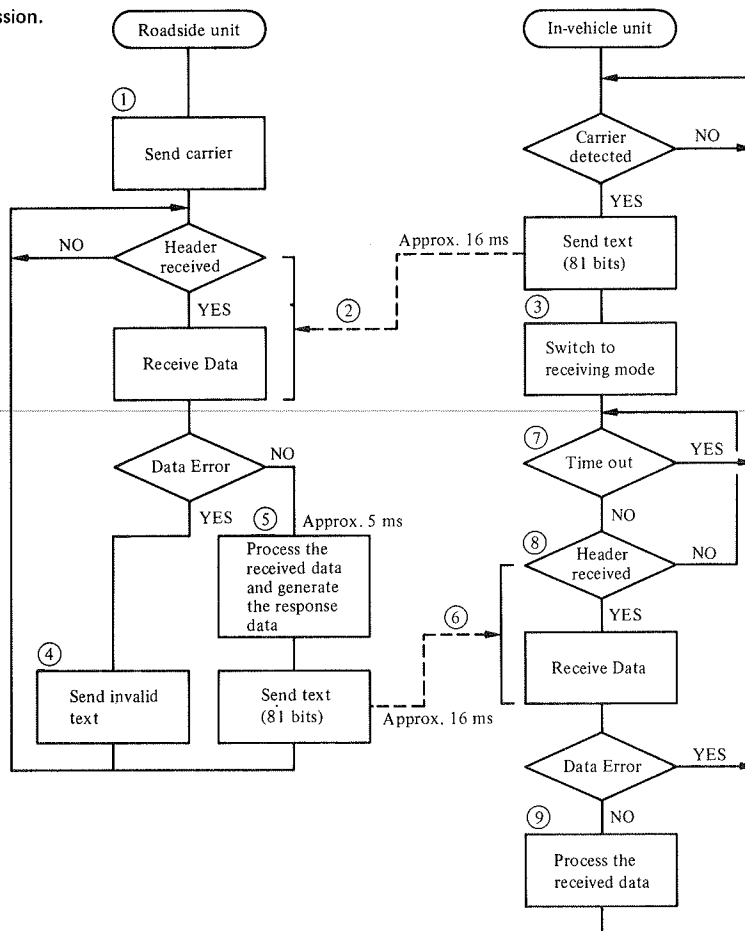 ssion.
Roadside unit
In-vehicle unit
①
Send carrier
Carrier
detected
NO
YES
Header
received
NO
YES
Approx. 16 ms
Send text
(81 bits)
②
③
Receive Data
Switch to
receiving mode
Data Error
NO
YES
⑦
Time out
YES
NO
⑤
Approx. 5 ms
Process the
received data
and generate
the response
data
⑧
Header
received
NO
YES
⑥
④
Send invalid
text
Send text
(81 bits)
Approx. 16 ms
Receive Data
Data Error
YES
NO
⑨
Process the
received data